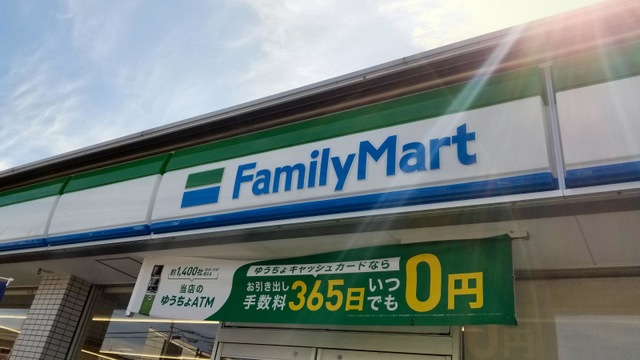 FamilyMart
約1,400社
当店の
ゆうちょATM
ゆうちょキャッシュカードなら
お引き出し
手数料
365日
いつ
でも
0円